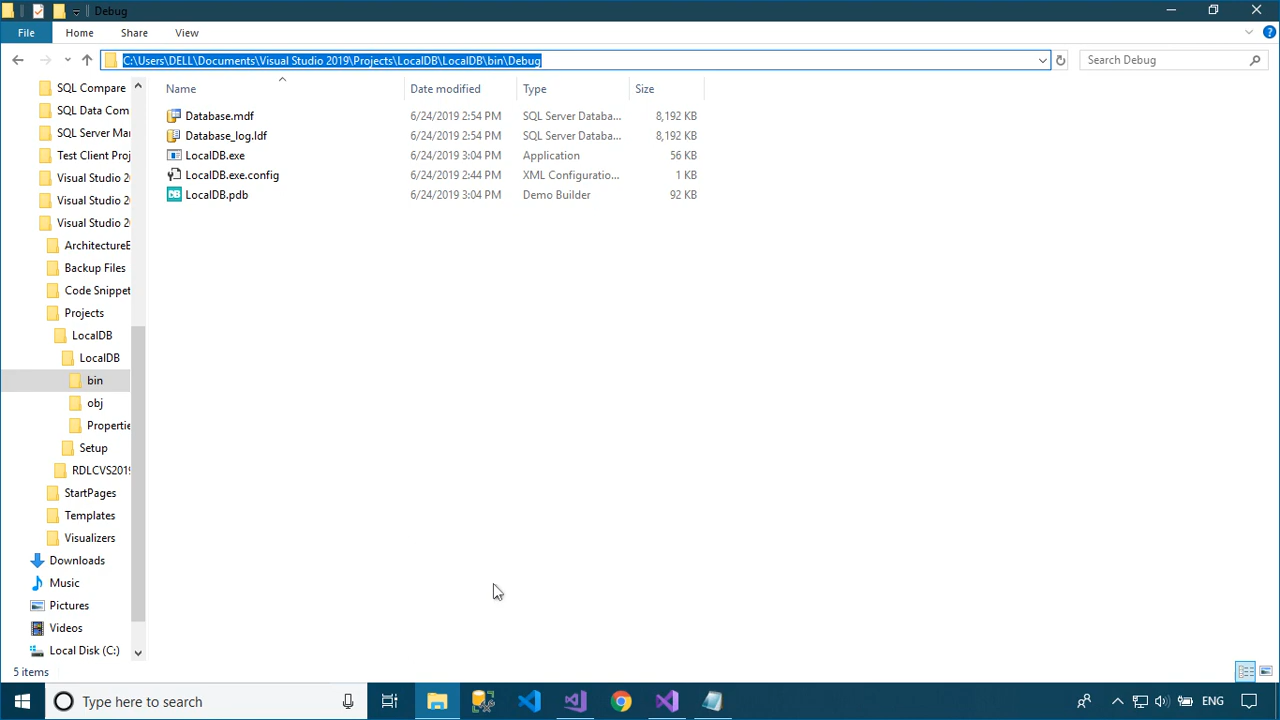 Debug
File
Home
Share
View
C:\Users\DELL\Documents\Visual Studio 2019\Projects\LocalDB\LocalDB\bin\Debug
Search Debug
SQL Compare
SQL Data Com
SQL Server Mar
Test Client Proj
Visual Studio 2
Visual Studio 2
Visual Studio 2
ArchitectureE
Backup Files
Code Snippet
Projects
LocalDB
LocalDB
bin
obj
Propertie
Setup
RDLCVS2019
StartPages
Templates
Visualizers
Downloads
Music
Pictures
Videos
Local Disk (C:)
Name Date modified Type Size
Database.mdf 6/24/2019 2:54 PM SQL Server Databa... 8,192 KB
Database_log.ldf 6/24/2019 2:54 PM SQL Server Databa... 8,192 KB
LocalDB.exe 6/24/2019 3:04 PM Application 56 KB
LocalDB.exe.config 6/24/2019 2:44 PM XML Configuratio... 1 KB
LocalDB.pdb 6/24/2019 3:04 PM Demo Builder 92 KB
5 items
Type here to search
ENG